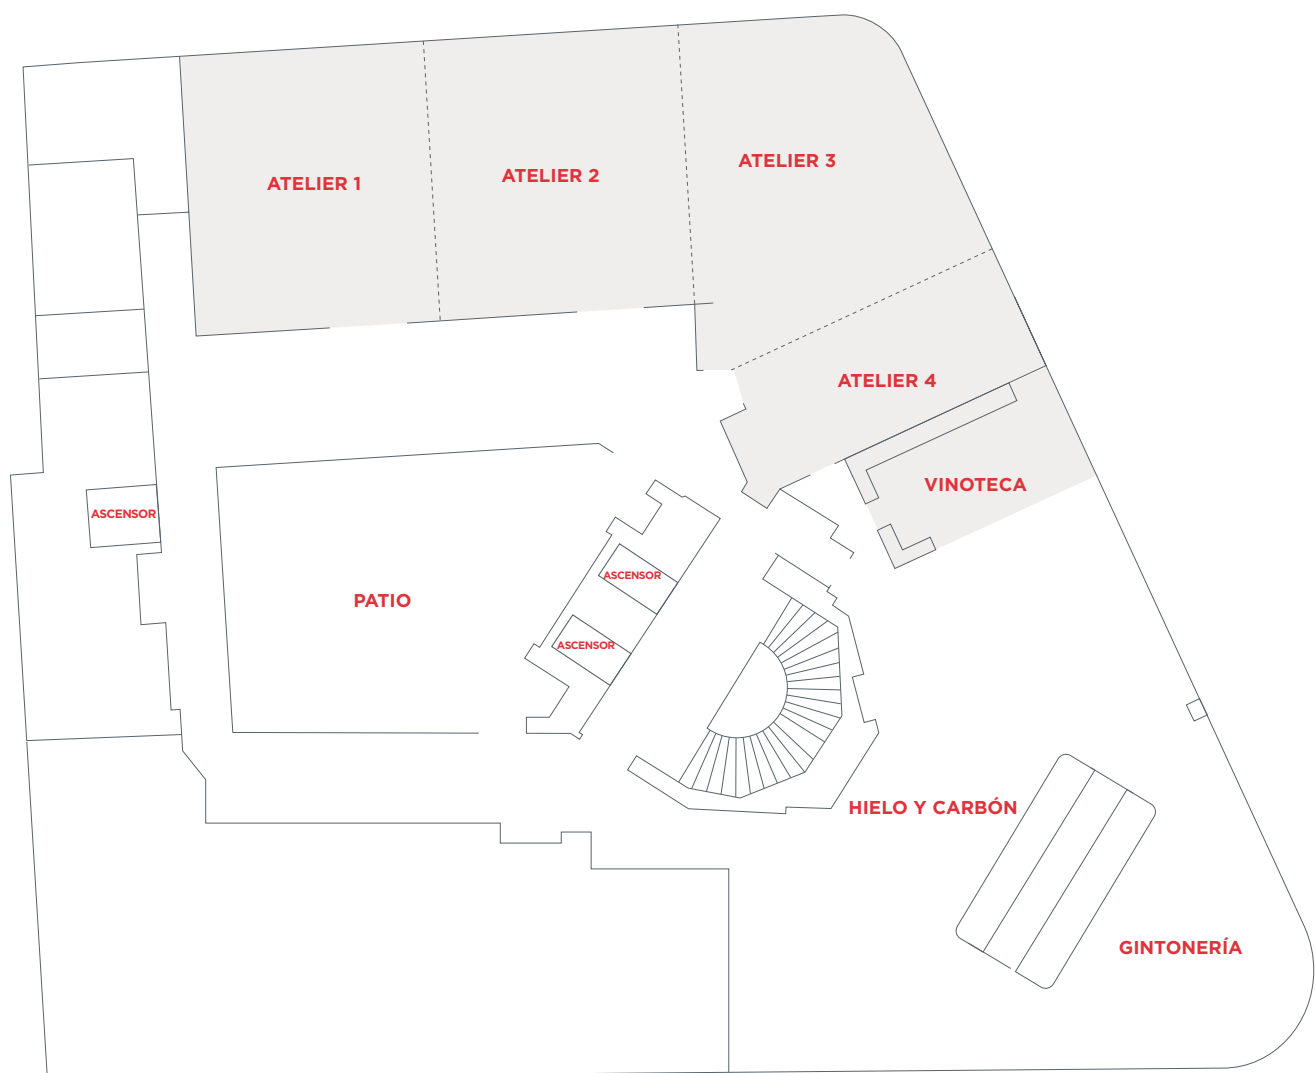 ATELIER 3
ATELIER 2
ATELIER 1
ATELIER 4
VINOTECA
ASCENSOR
ASCENSOR
PATIO
ASCENSOR
HIELO Y CARBÓN
GINTONERÍA